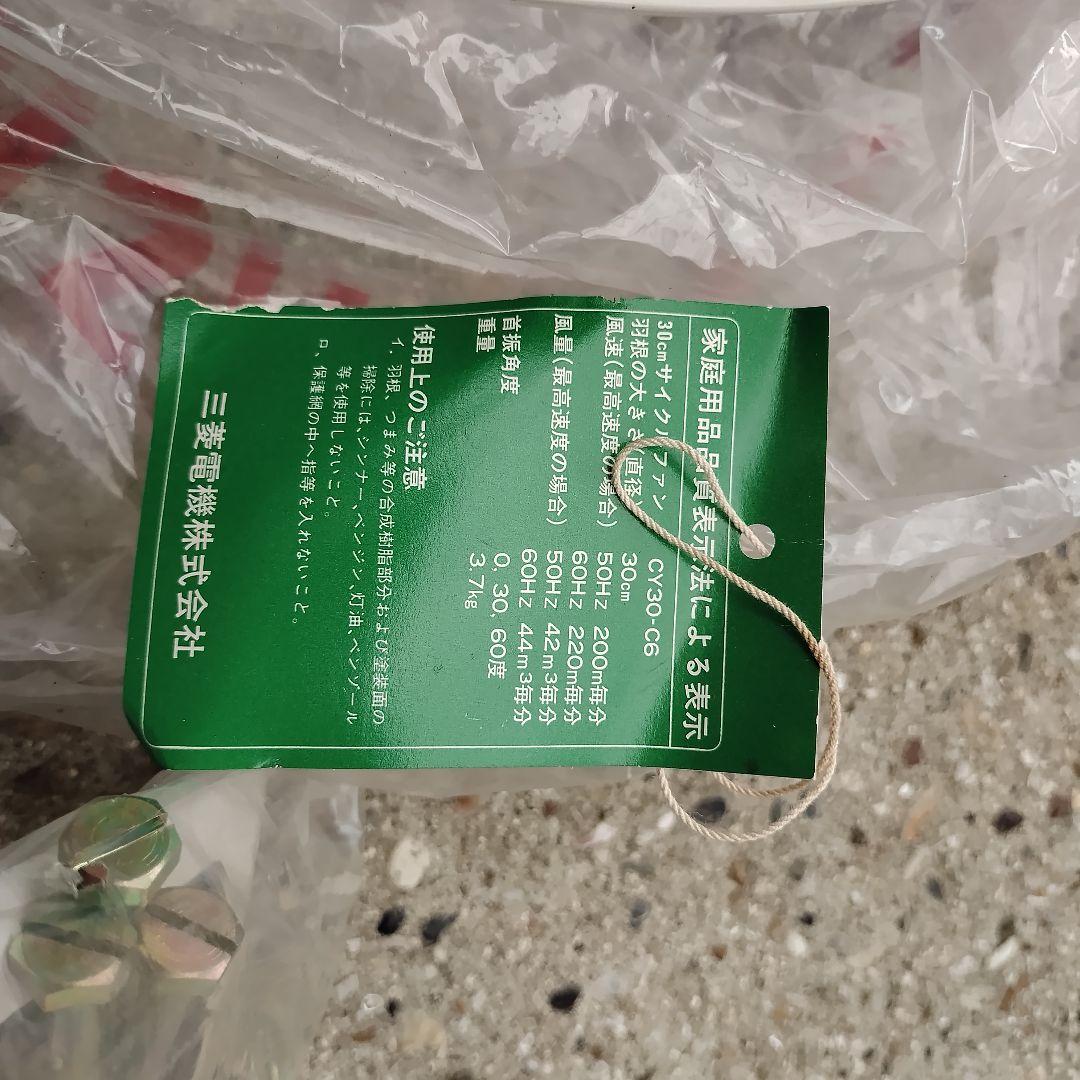 家庭用品品質表示法による表示
30cmサイクルファン CY30-C6
羽根の大きさ(直径) 30cm
風速(最高速度の場合) 50Hz 200m毎分
60Hz 220m毎分
風量(最高速度の場合) 50Hz 42m3毎分
60Hz 44m3毎分
首振角度 0, 30, 60度
重量 3.7kg
使用上のご注意
イ. 羽根、つまみ等の合成樹脂部分および塗装面の
掃除には、シンナー、ベンジン、灯油、ベンゾール
等を使用しないこと。
ロ. 保護網の中へ指等を入れないこと。
三菱電機株式会社